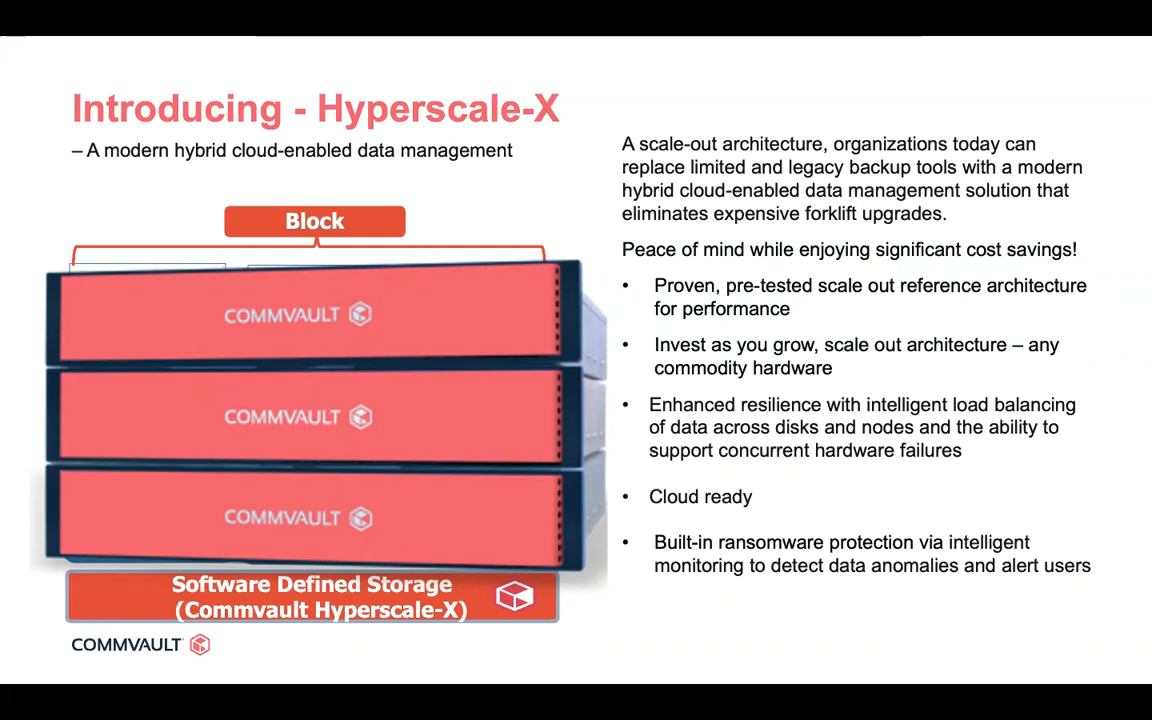 Introducing - Hyperscale-X
– A modern hybrid cloud-enabled data management
Block
COMMVAULT
COMMVAULT
COMMVAULT
Software Defined Storage
(Commvault Hyperscale-X)
COMMVAULT
A scale-out architecture, organizations today can
replace limited and legacy backup tools with a modern
hybrid cloud-enabled data management solution that
eliminates expensive forklift upgrades.
Peace of mind while enjoying significant cost savings!
• Proven, pre-tested scale out reference architecture
for performance
• Invest as you grow, scale out architecture – any
commodity hardware
• Enhanced resilience with intelligent load balancing
of data across disks and nodes and the ability to
support concurrent hardware failures
• Cloud ready
• Built-in ransomware protection via intelligent
monitoring to detect data anomalies and alert users